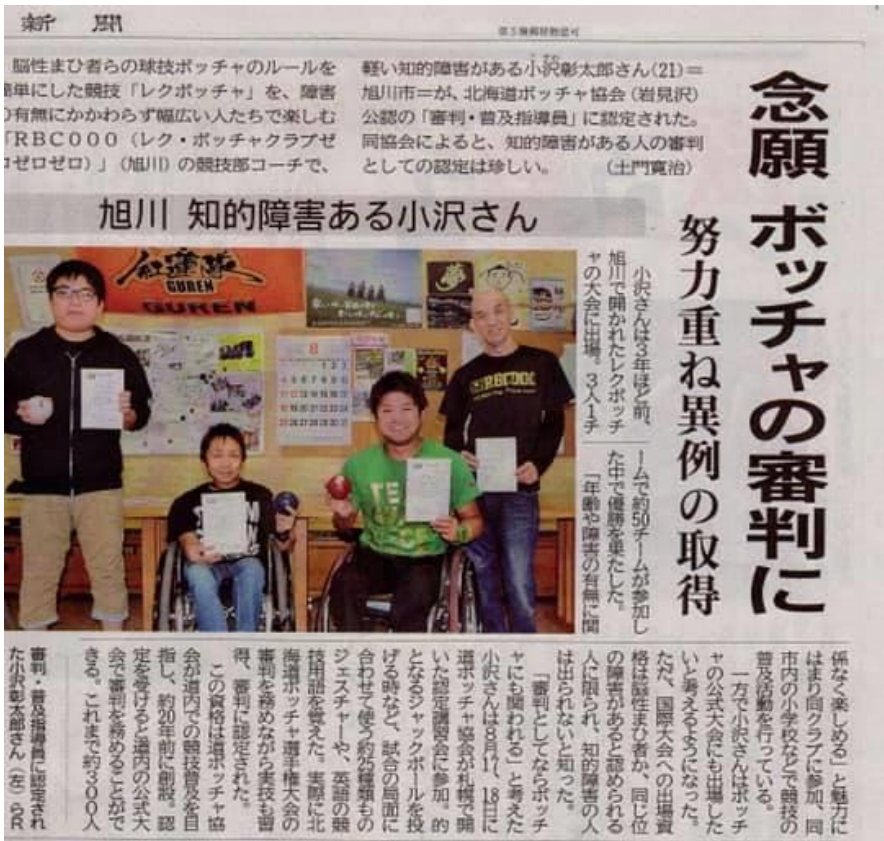 新聞
第3種郵便物認可
念願 ボッチャの審判に
努力重ね異例の取得
脳性まひ者らの球技ボッチャのルールを
簡単にした競技「レクボッチャ」を、障害
の有無にかかわらず幅広い人たちで楽しむ
「RBC000(レク・ボッチャクラブゼ
ロゼロゼロ)」(旭川)の競技部コーチで、
軽い知的障害がある小沢彰太郎さん(21)=
旭川市=が、北海道ボッチャ協会(岩見沢)
公認の「審判・普及指導員」に認定された。
同協会によると、知的障害がある人の審判
としての認定は珍しい。 (土門寛治)
旭川 知的障害ある小沢さん
紅蓮隊
GUREN
GUREN
夢
8
RBC000
TE
小沢さんは3年ほど前、
旭川で開かれたレクボッチ
ャの大会に出場。3人1チ
ームで約50チームが参加し
た中で優勝を果たした。
「年齢や障害の有無に関
係なく楽しめる」と魅力に
はまり同クラブに参加、同
市内の小学校などで競技の
普及活動を行っている。
一方で小沢さんはボッチ
ャの公式大会にも出場した
いと考えるようになった。
ただ、国際大会への出場資
格は脳性まひ者か、同じ位
の障害があると認められる
人に限られ、知的障害の人
は出られないと知った。
「審判としてならボッチ
ャにも関われる」と考えた
小沢さんは8月17、18日に
道ボッチャ協会が札幌で開
いた認定講習会に参加。的
となるジャックボールを投
げる時など、試合の局面に
合わせて使う約25種類もの
ジェスチャーや、英語の競
技用語を覚えた。実際に北
海道ボッチャ選手権大会の
審判を務めながら実技も習
得、審判に認定された。
この資格は道ボッチャ協
会が道内での競技普及を目
指し、約20年前に創設。認
定を受けると道内の公式大
会で審判を務めることがで
きる。これまで約300人
審判・普及指導員に認定され
た小沢彰太郎さん(左)らR